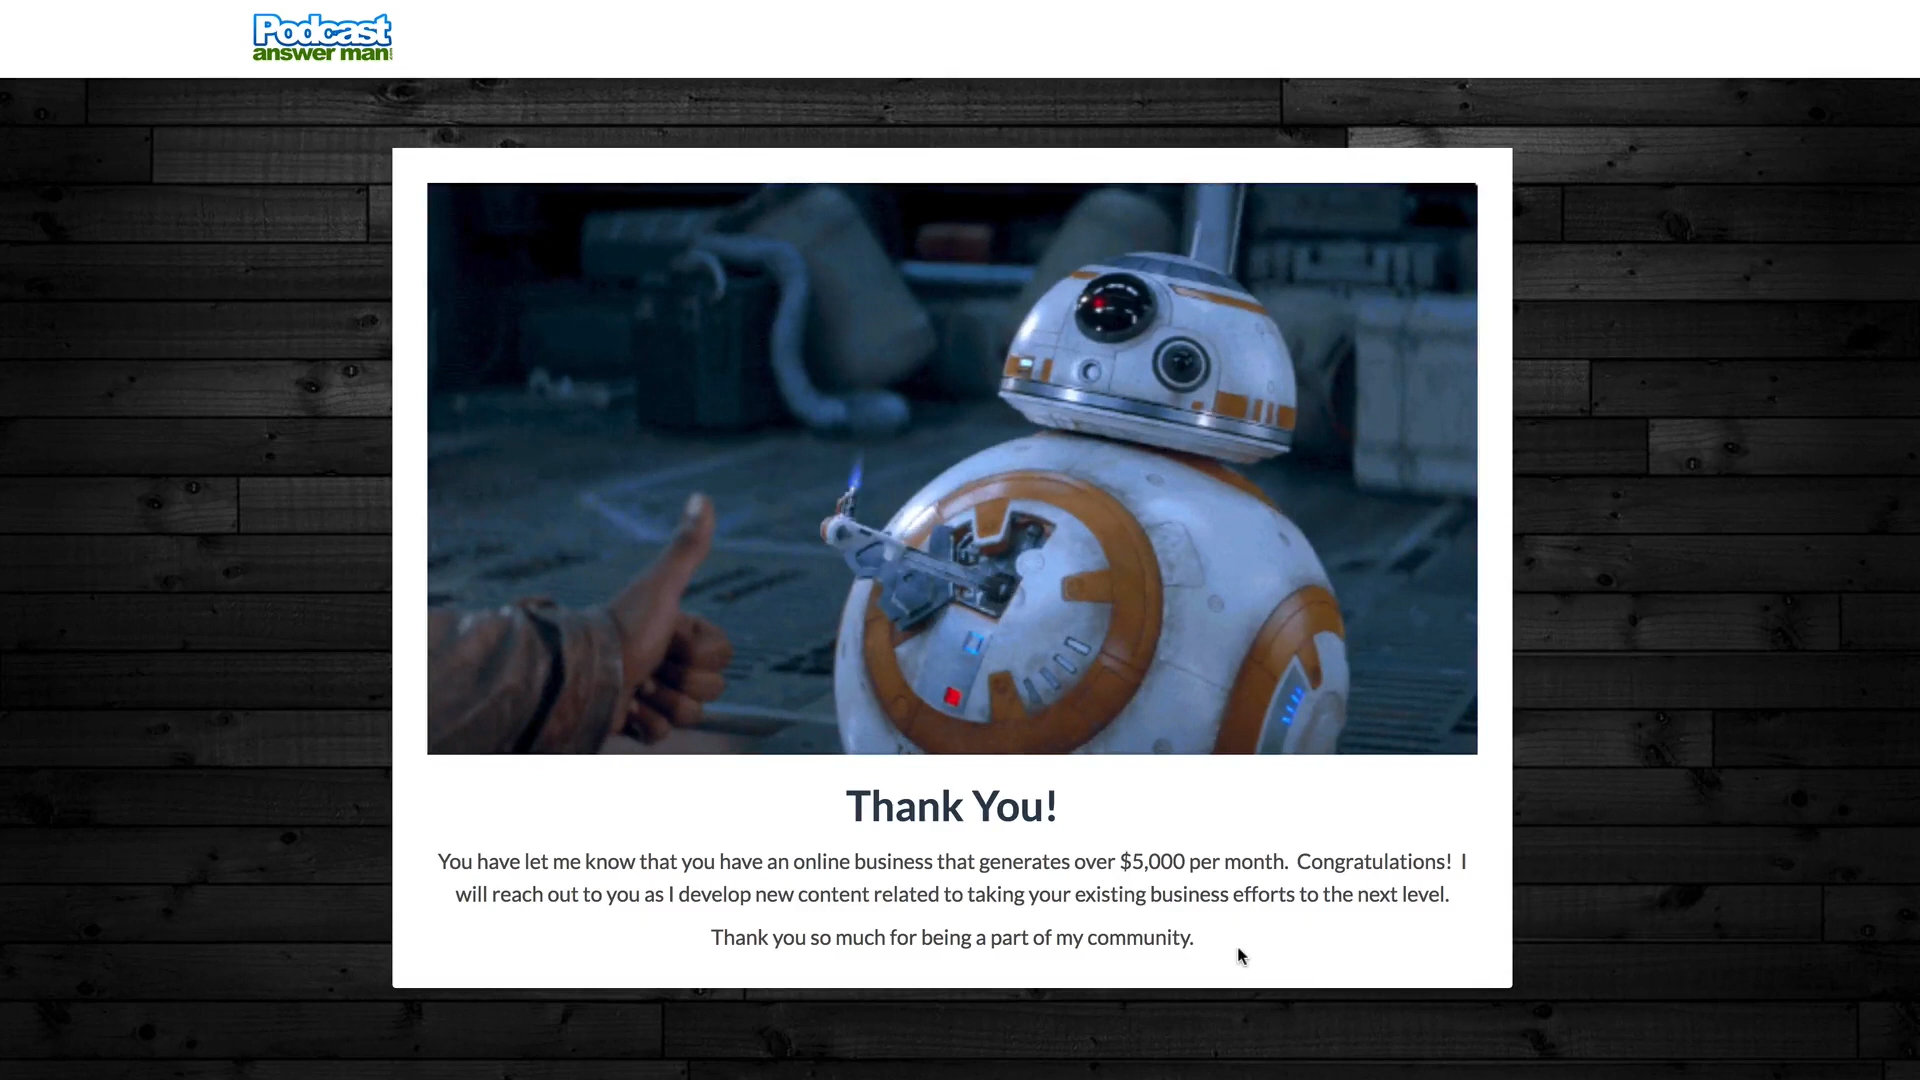 Podcast
answer man
Thank You!
You have let me know that you have an online business that generates over $5,000 per month.  Congratulations!  I
will reach out to you as I develop new content related to taking your existing business efforts to the next level.
Thank you so much for being a part of my community.